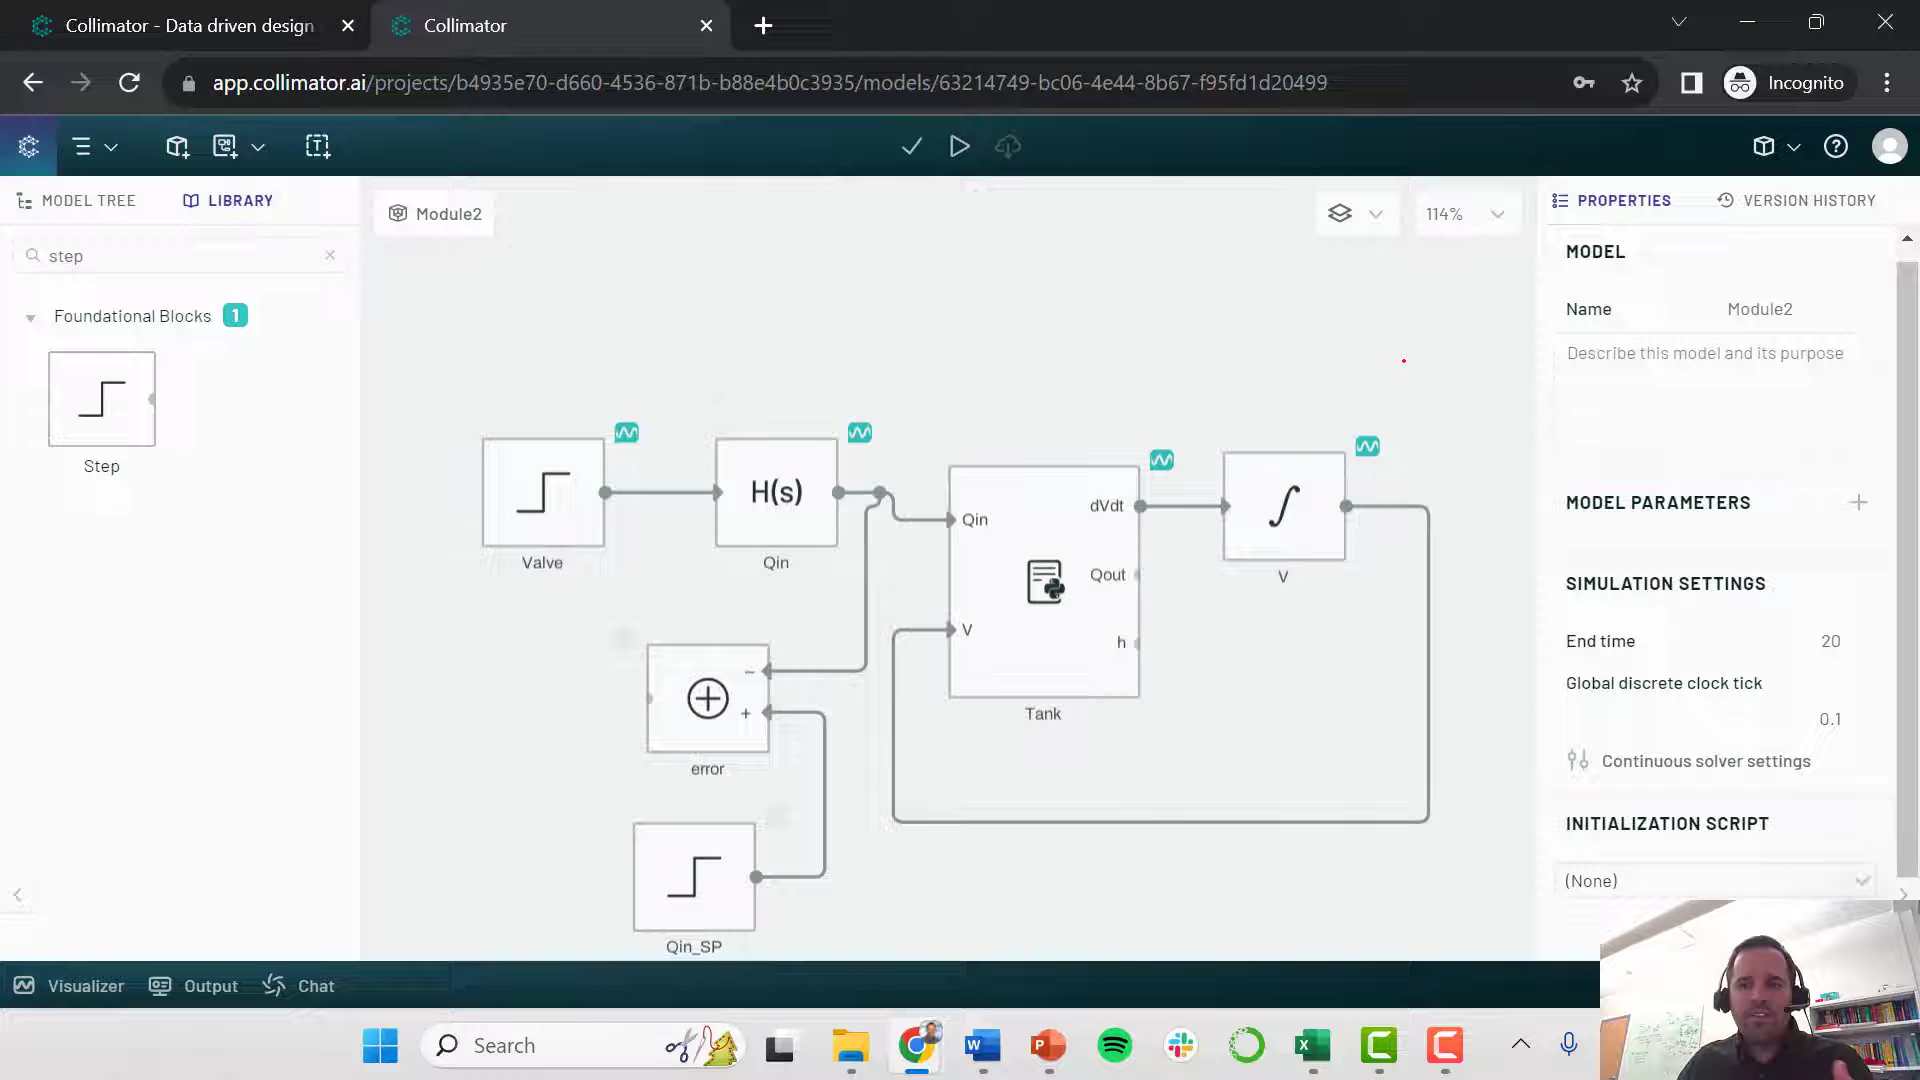 Collimator - Data driven design
Collimator
app.collimator.ai/projects/b4935e70-d660-4536-871b-b88e4b0c3935/models/63214749-bc06-4e44-8b67-f95fd1d20499
Incognito
MODEL TREE
LIBRARY
Module2
114%
PROPERTIES
VERSION HISTORY
step
Foundational Blocks 1
Step
MODEL
Name Module2
Describe this model and its purpose
MODEL PARAMETERS
SIMULATION SETTINGS
End time 20
Global discrete clock tick
0.1
Continuous solver settings
INITIALIZATION SCRIPT
(None)
Valve
H(s)
Qin
Qin
V
dVdt
Qout
h
Tank
V
error
Qin_SP
Visualizer
Output
Chat
Search